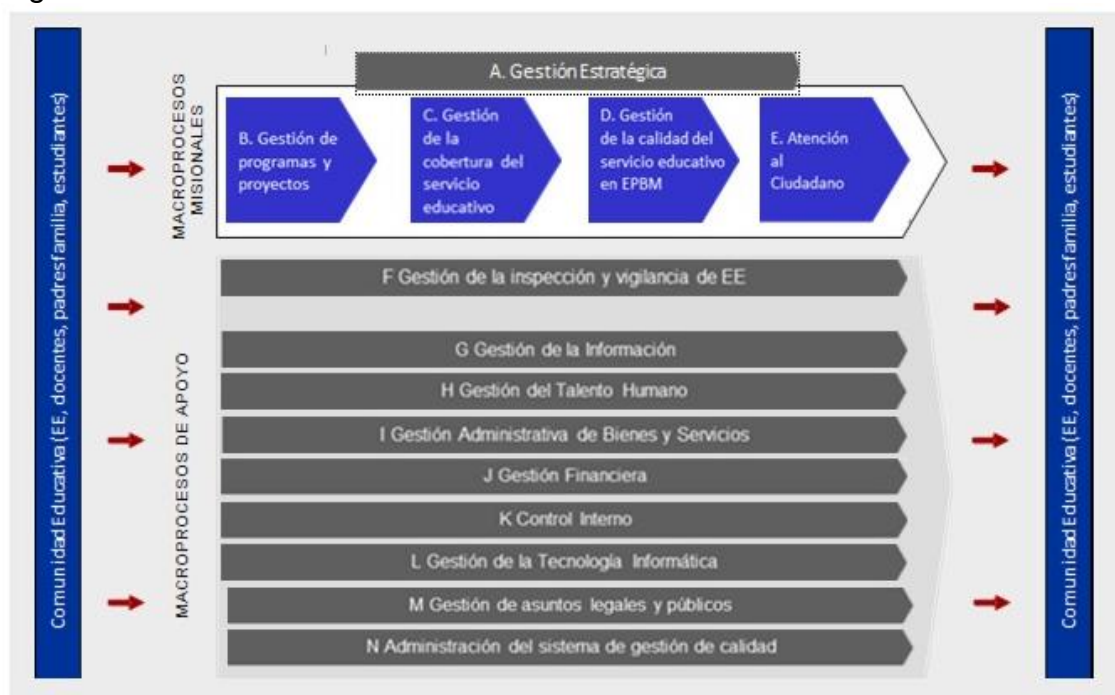 Comunidad Educativa (EE, docentes, padresfamilia, estudiantes)
MACROPROCESOS
MISIONALES
A. Gestión Estratégica
B. Gestión de
programas y
proyectos
C. Gestión
de la
cobertura del
servicio
educativo
D. Gestión
de la calidad del
servicio educativo
en EPBM
E. Atención
al
Ciudadano
MACROPROCESOS DE APOYO
F Gestión de la inspección y vigilancia de EE
G Gestión de la Información
H Gestión del Talento Humano
I Gestión Administrativa de Bienes y Servicios
J Gestión Financiera
K Control Interno
L Gestión de la Tecnología Informática
M Gestión de asuntos legales y públicos
N Administración del sistema de gestión de calidad
Comunidad Educativa (EE, docentes, padresfamilia, estudiantes)